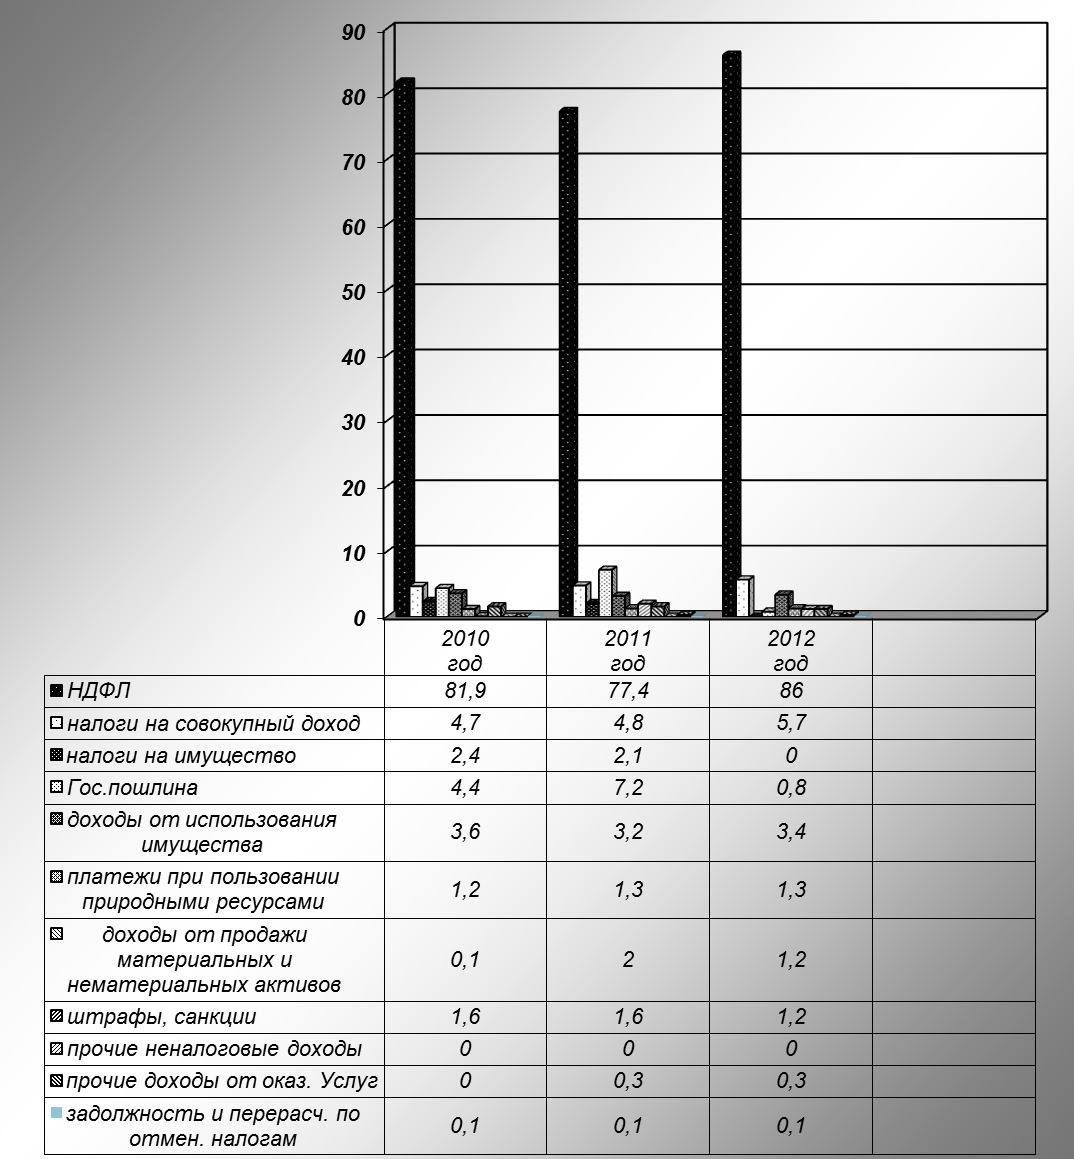 90
80
70
60
50
40
30
20
10
0
2010 год
2011 год
2012 год
НДФЛ 81,9 77,4 86
налоги на совокупный доход 4,7 4,8 5,7
налоги на имущество 2,4 2,1 0
Гос.пошлина 4,4 7,2 0,8
доходы от использования
имущества 3,6 3,2 3,4
платежи при пользовании
природными ресурсами 1,2 1,3 1,3
доходы от продажи
материальных и
нематериальных активов 0,1 2 1,2
штрафы, санкции 1,6 1,6 1,2
прочие неналоговые доходы 0 0 0
прочие доходы от оказ. Услуг 0 0,3 0,3
задолжность и перерасч. по
отмен. налогам 0,1 0,1 0,1